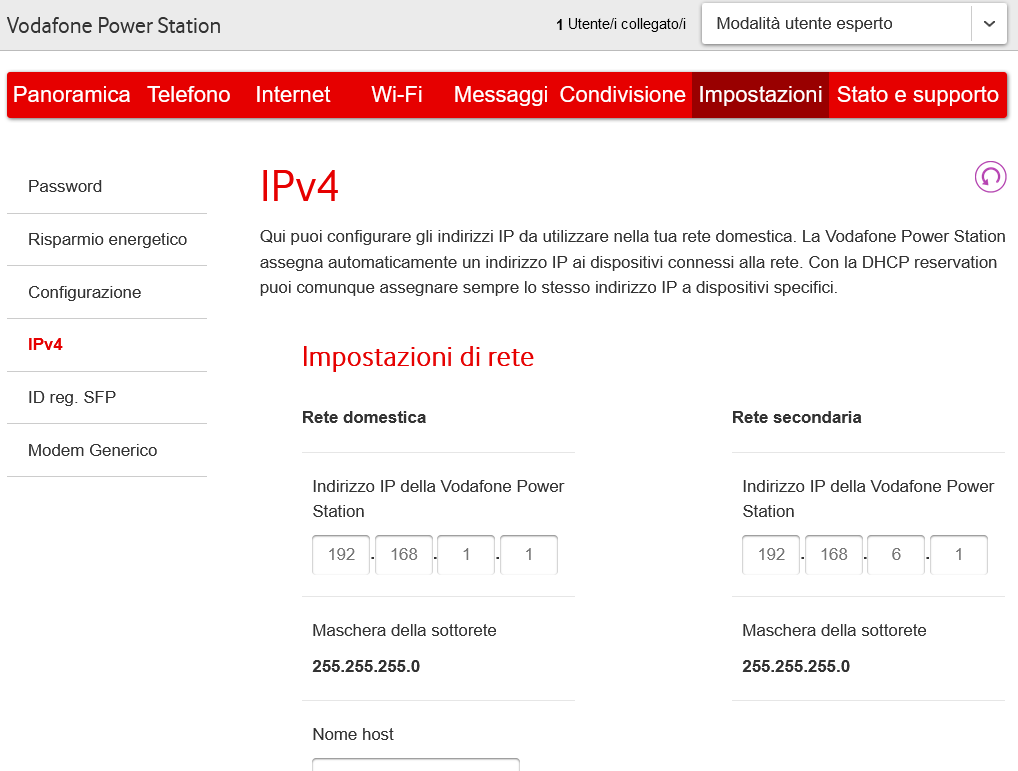 Vodafone Power Station
1 Utente/i collegato/i
Modalità utente esperto
Panoramica Telefono Internet Wi-Fi Messaggi Condivisione Impostazioni Stato e supporto
Password
Risparmio energetico
Configurazione
IPv4
ID reg. SFP
Modem Generico
IPv4
Qui puoi configurare gli indirizzi IP da utilizzare nella tua rete domestica. La Vodafone Power Station
assegna automaticamente un indirizzo IP ai dispositivi connessi alla rete. Con la DHCP reservation
puoi comunque assegnare sempre lo stesso indirizzo IP a dispositivi specifici.
Impostazioni di rete
Rete domestica
Indirizzo IP della Vodafone Power
Station
192 . 168 . 1 . 1
Maschera della sottorete
255.255.255.0
Nome host
Rete secondaria
Indirizzo IP della Vodafone Power
Station
192 . 168 . 6 . 1
Maschera della sottorete
255.255.255.0